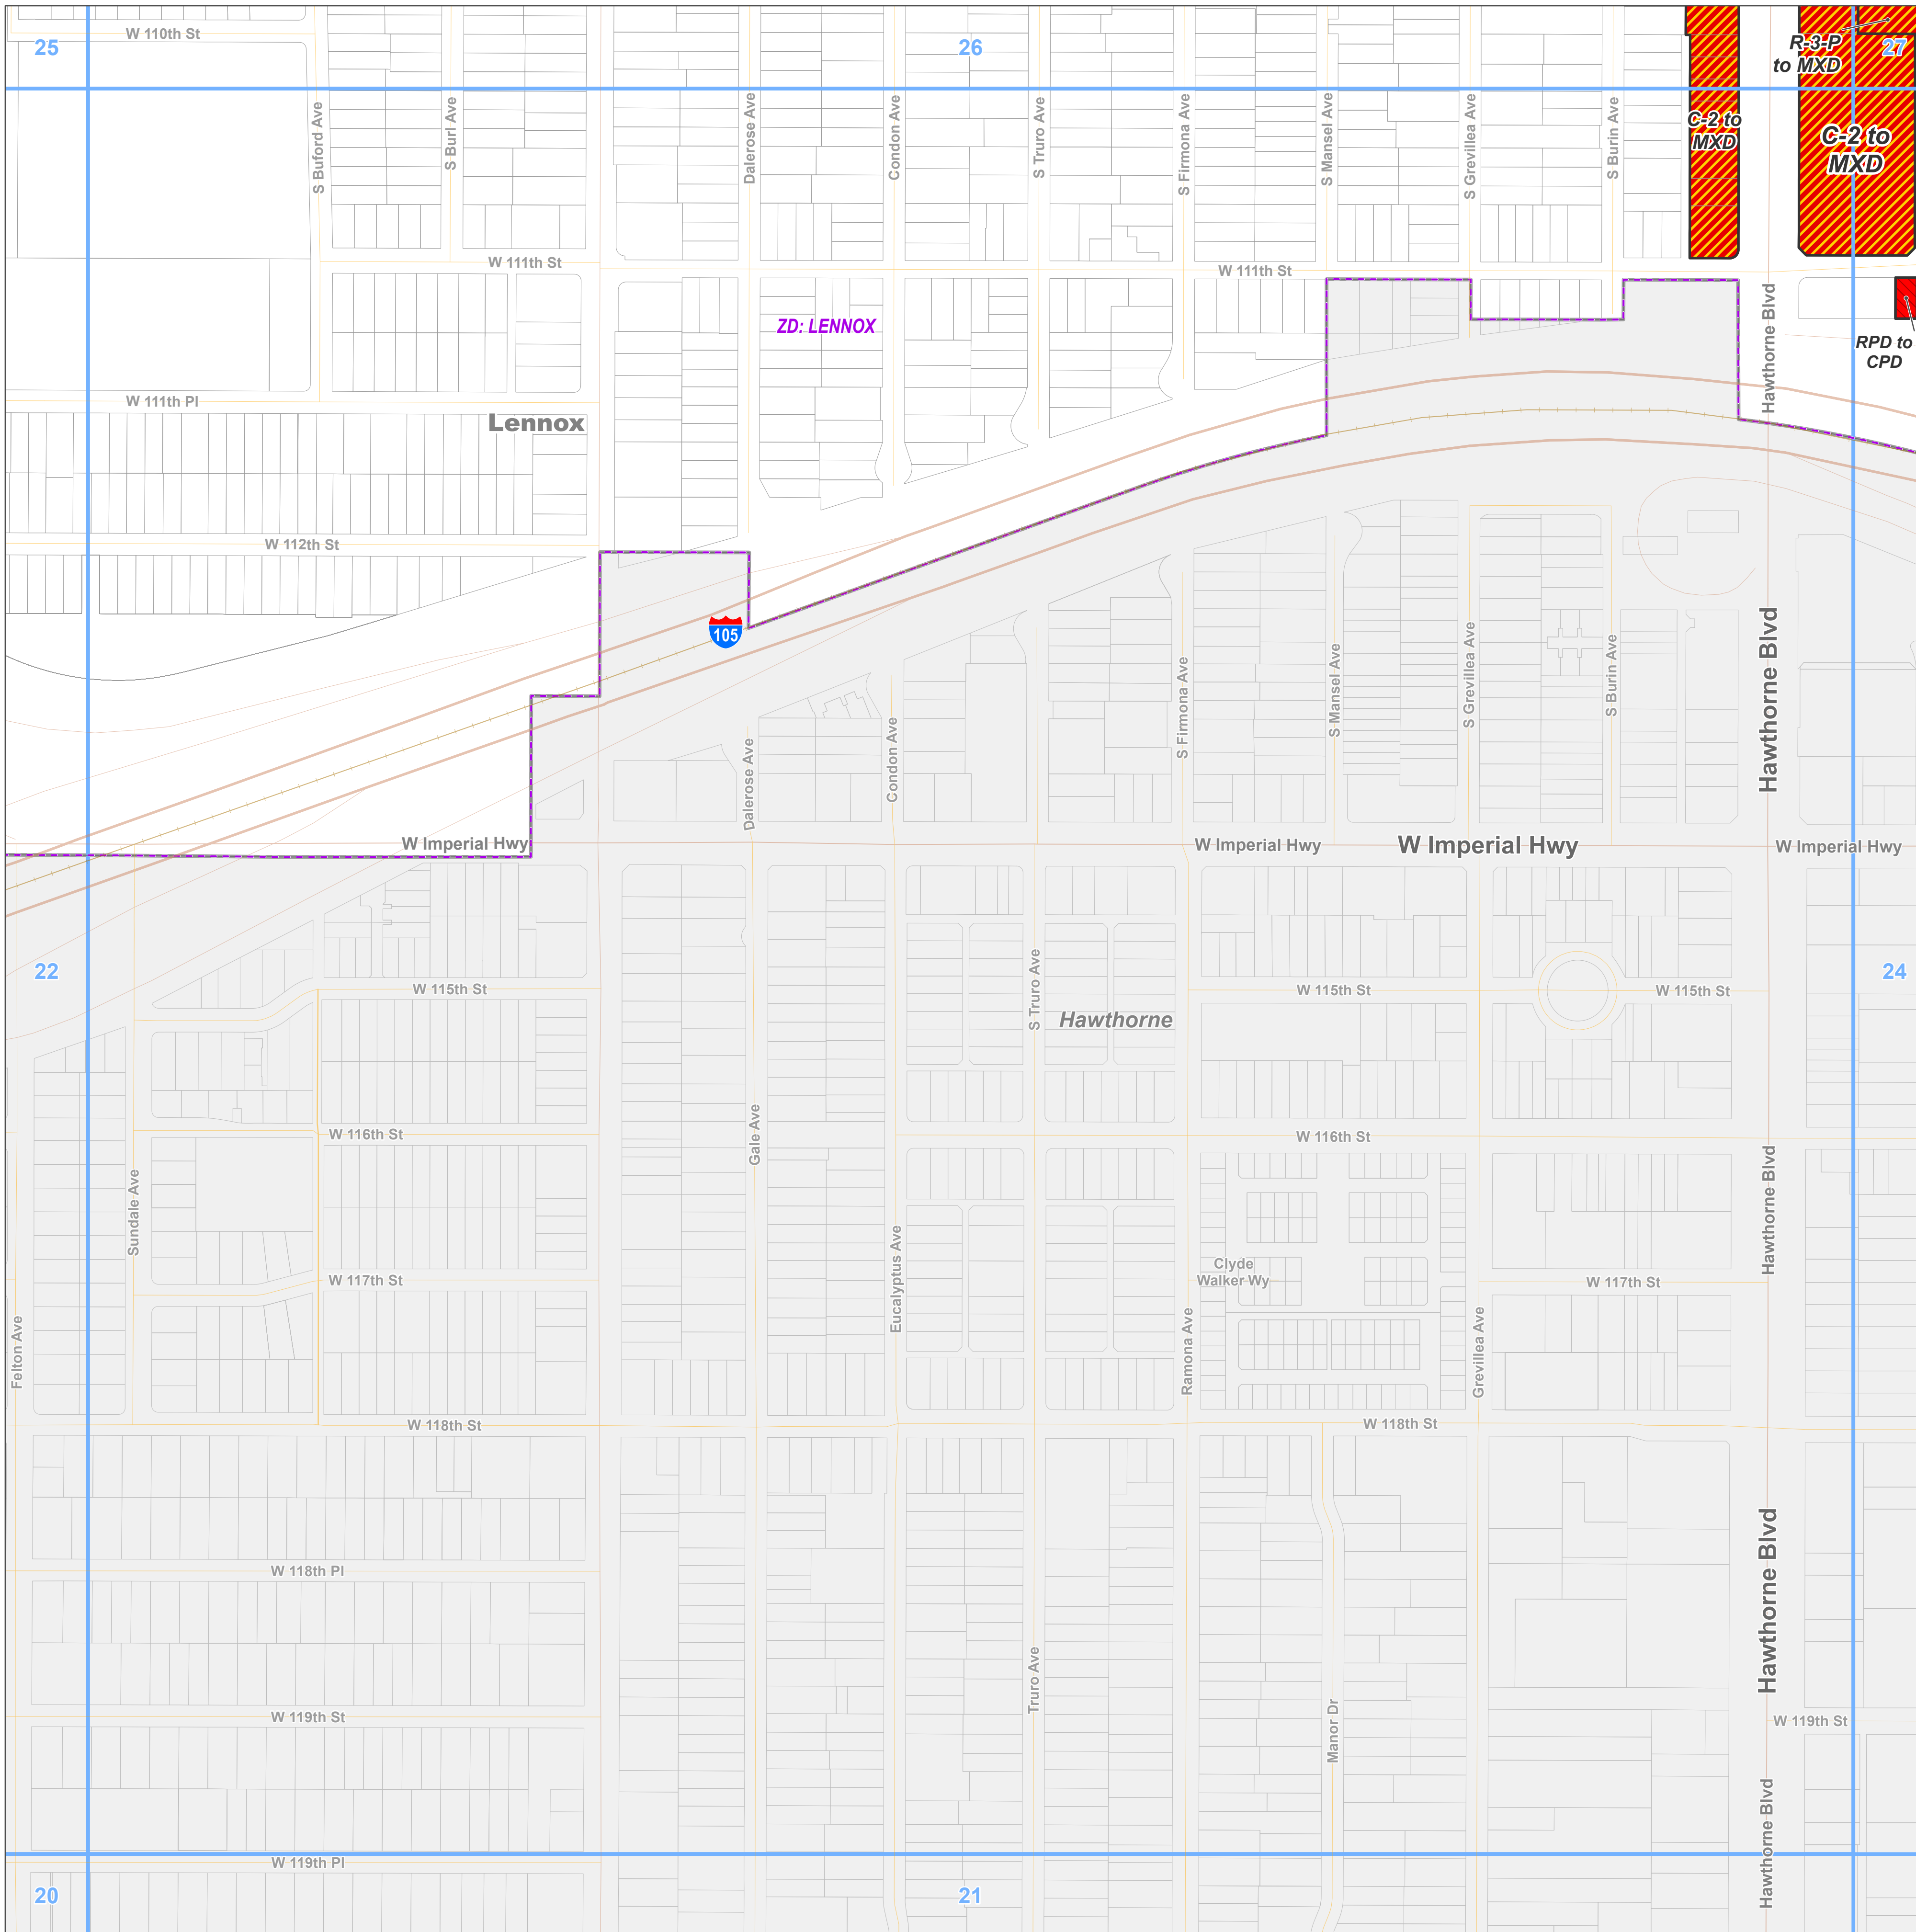 W 110th St
25
26
27
R-3-P
to MXD
S Buford Ave
S Burl Ave
Dalerose Ave
Condon Ave
S Truro Ave
S Firmona Ave
S Mansel Ave
S Grevillea Ave
S Burin Ave
C-2 to
MXD
C-2 to
MXD
W 111th St
W 111th St
ZD: LENNOX
Hawthorne Blvd
RPD to
CPD
W 111th Pl
Lennox
W 112th St
105
Dalerose Ave
Condon Ave
S Firmona Ave
S Mansel Ave
S Grevillea Ave
S Burin Ave
Hawthorne Blvd
W Imperial Hwy
W Imperial Hwy
W Imperial Hwy
W Imperial Hwy
22
24
W 115th St
S Truro Ave
W 115th St
W 115th St
Hawthorne
W 116th St
Gale Ave
W 116th St
Sundale Ave
Hawthorne Blvd
Eucalyptus Ave
Clyde
Walker Wy
W 117th St
W 117th St
Felton Ave
Ramona Ave
Grevillea Ave
W 118th St
W 118th St
W 118th Pl
Hawthorne Blvd
Truro Ave
Manor Dr
W 119th St
W 119th St
Hawthorne Blvd
W 119th Pl
20
21